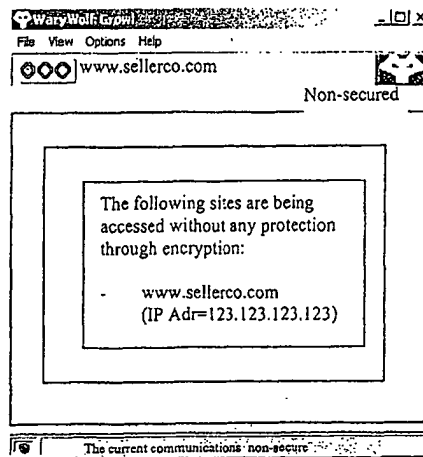 WaryWolf: Growl
File View Options Help
www.sellerco.com
Non-secured
The following sites are being
accessed without any protection
through encryption:
- www.sellerco.com
(IP Adr=123.123.123.123)
The current communications non-secure